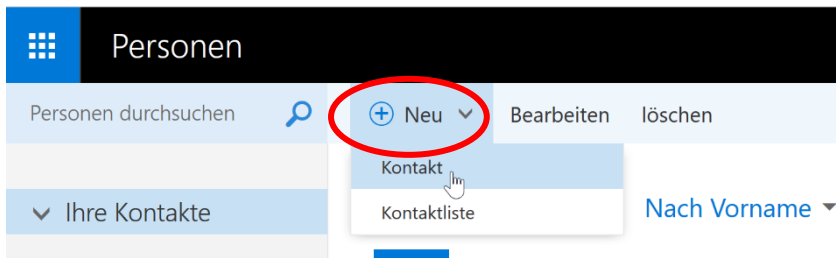 Personen
Personen durchsuchen
Neu Bearbeiten löschen
Kontakt
Kontaktliste
Ihre Kontakte
Nach Vorname